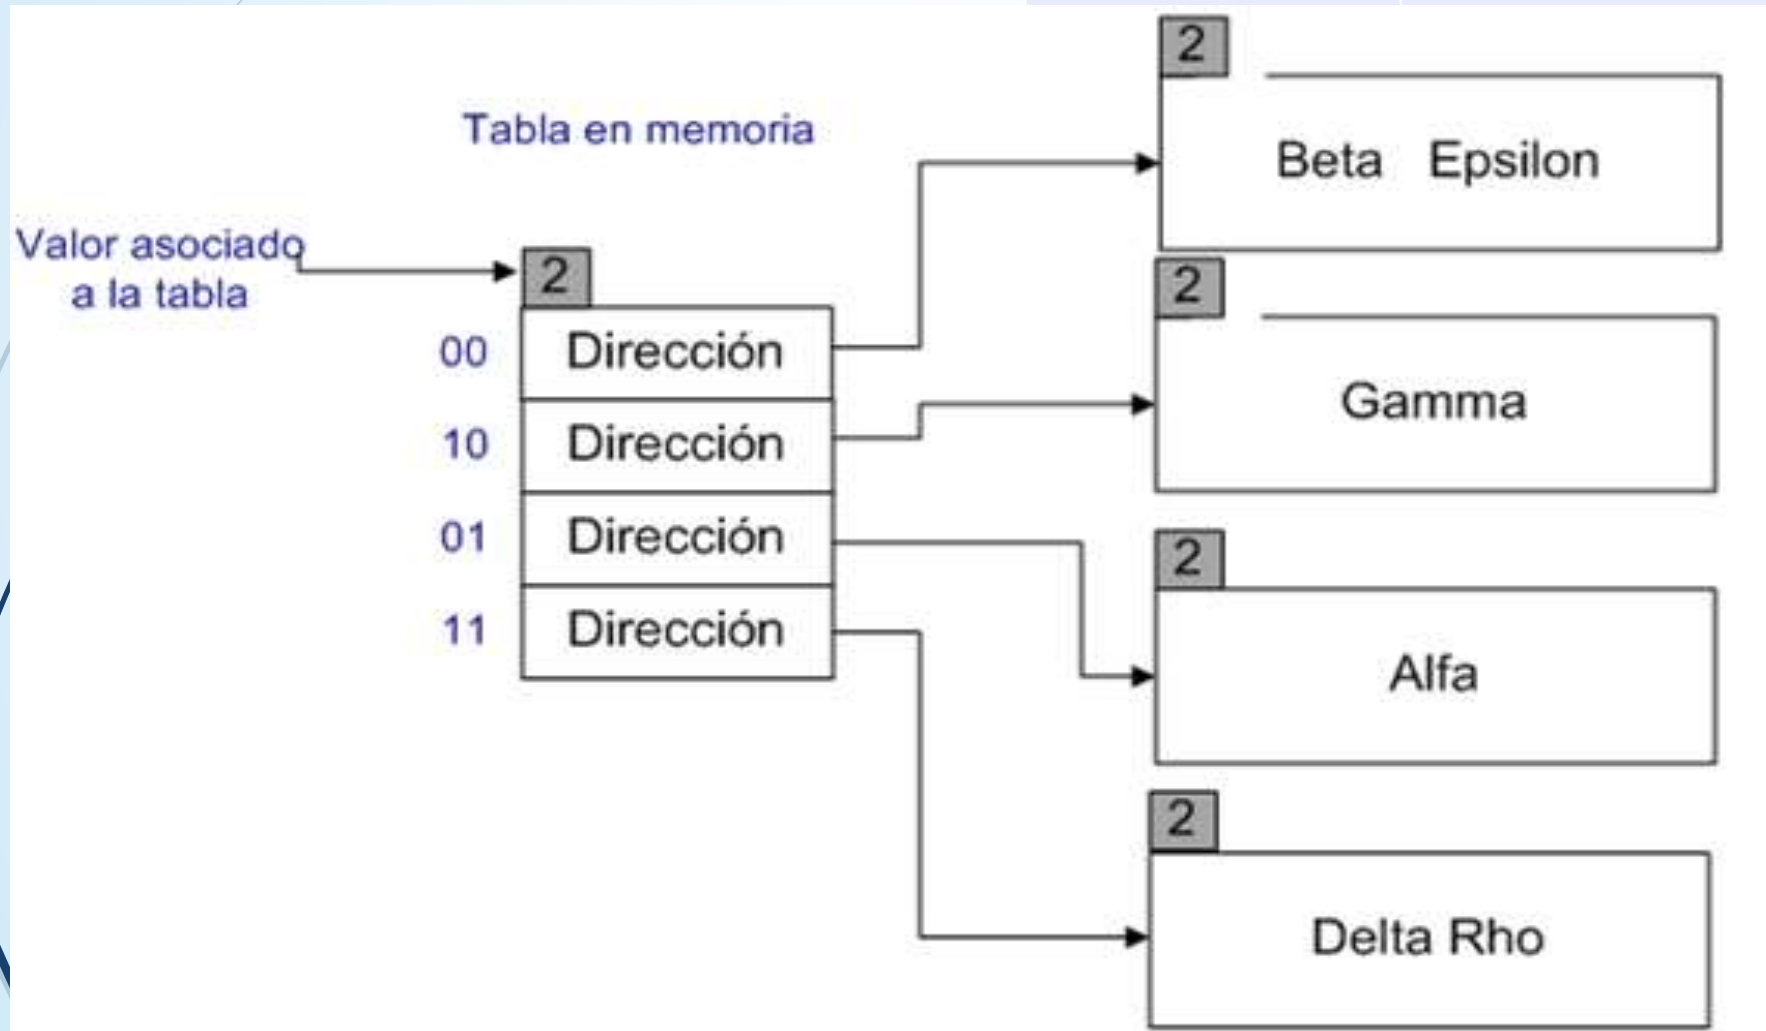 Tabla en memoria
Valor asociado
a la tabla
2
00
Dirección
10
Dirección
01
Dirección
11
Dirección
2
Beta Epsilon
2
Gamma
2
Alfa
2
Delta Rho